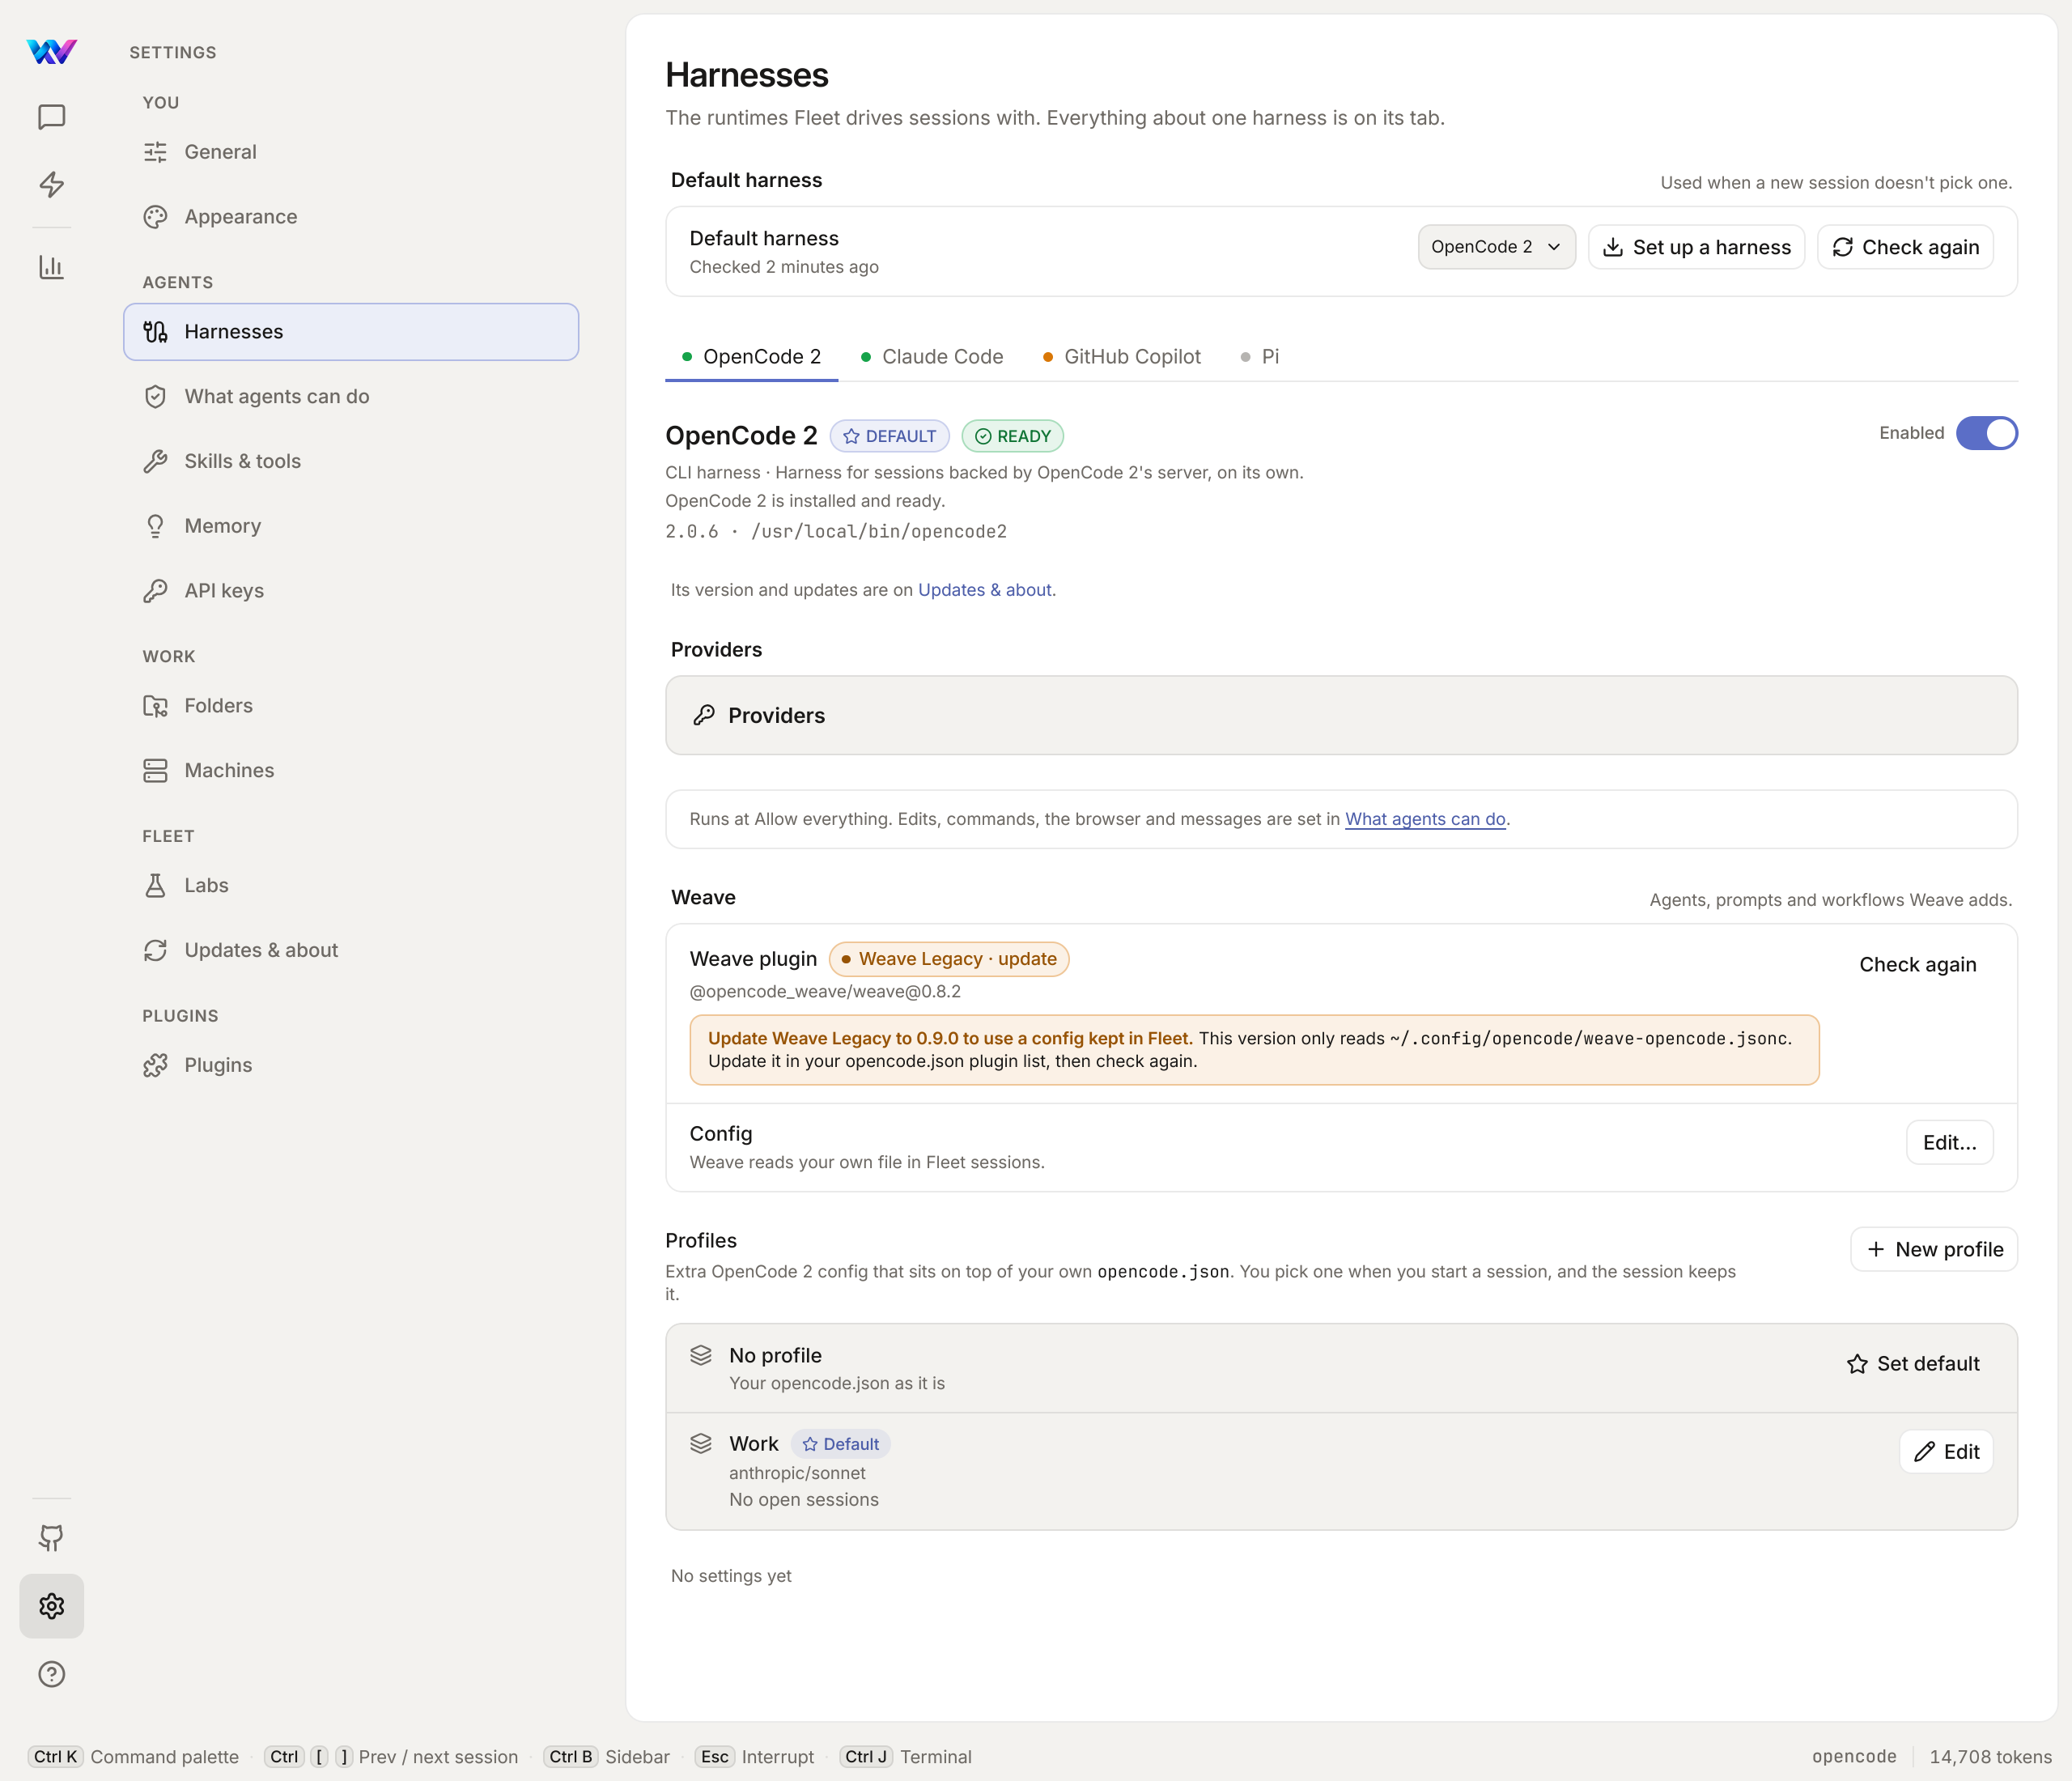 SETTINGS
YOU
General
Appearance
AGENTS
Harnesses
What agents can do
Skills & tools
Memory
API keys
WORK
Folders
Machines
FLEET
Labs
Updates & about
PLUGINS
Plugins
Harnesses
The runtimes Fleet drives sessions with. Everything about one harness is on its tab.
Default harness
Used when a new session doesn't pick one.
Default harness
Checked 2 minutes ago
OpenCode 2
Set up a harness
Check again
OpenCode 2
Claude Code
GitHub Copilot
Pi
OpenCode 2
DEFAULT
READY
Enabled
CLI harness · Harness for sessions backed by OpenCode 2's server, on its own.
OpenCode 2 is installed and ready.
2.0.6 · /usr/local/bin/opencode2
Its version and updates are on Updates & about.
Providers
Providers
Runs at Allow everything. Edits, commands, the browser and messages are set in What agents can do.
Weave
Agents, prompts and workflows Weave adds.
Weave plugin
Weave Legacy · update
Check again
@opencode_weave/weave@0.8.2
Update Weave Legacy to 0.9.0 to use a config kept in Fleet. This version only reads ~/.config/opencode/weave-opencode.jsonc.
Update it in your opencode.json plugin list, then check again.
Config
Weave reads your own file in Fleet sessions.
Edit...
Profiles
Extra OpenCode 2 config that sits on top of your own opencode.json. You pick one when you start a session, and the session keeps
it.
New profile
No profile
Your opencode.json as it is
Set default
Work
Default
anthropic/sonnet
No open sessions
Edit
No settings yet
Ctrl K Command palette · Ctrl [ ] Prev / next session · Ctrl B Sidebar · Esc Interrupt · Ctrl J Terminal
opencode
14,708 tokens